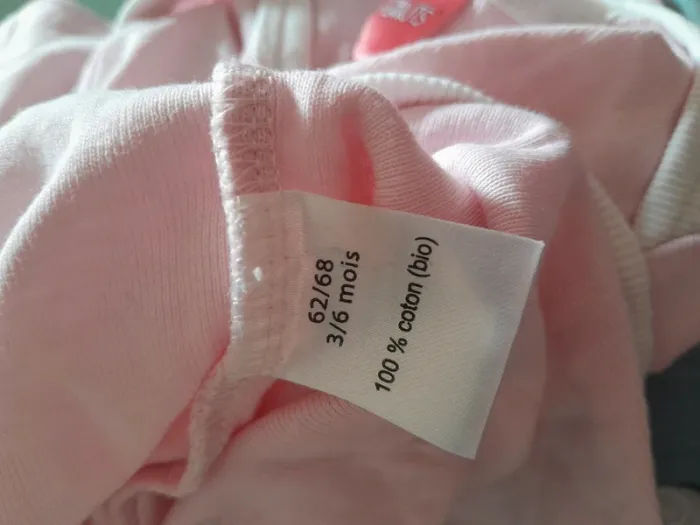 62/68
3/6 mois
100 % coton (bio)